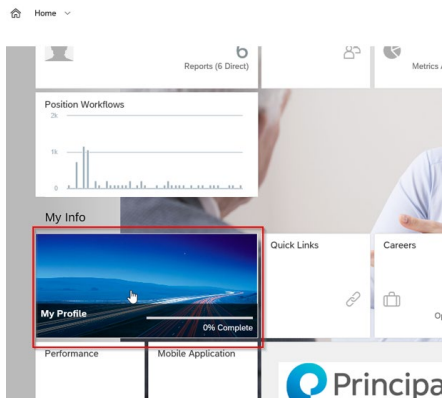 Home
6
Reports (6 Direct)
Metrics
Position Workflows
2k
1k
0
My Info
My Profile
0% Complete
Quick Links
Careers
Performance
Mobile Application
Principa